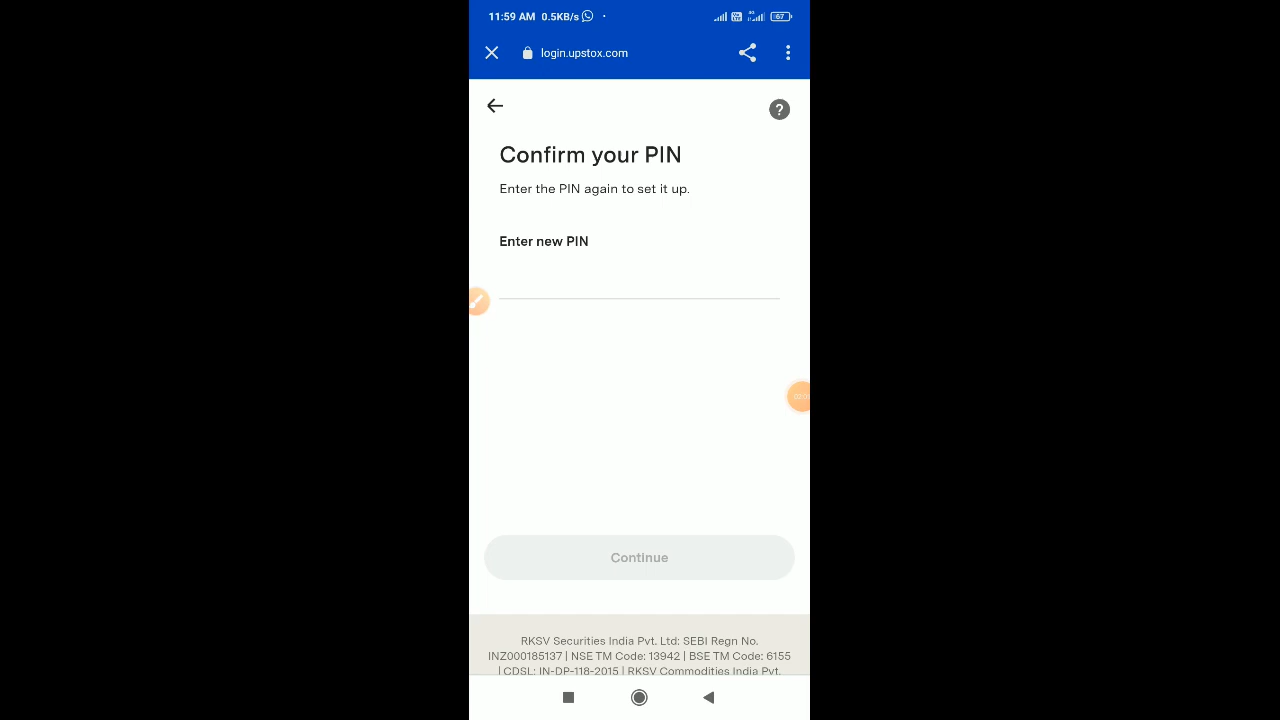 11:59 AM 0.5KB/s
4G
67
login.upstox.com
?
Confirm your PIN
Enter the PIN again to set it up.
Enter new PIN
Continue
RKSV Securities India Pvt. Ltd: SEBI Regn No.
INZ000185137 | NSE TM Code: 13942 | BSE TM Code: 6155
| CDSL: IN-DP-118-2015 | RKSV Commodities India Pvt.